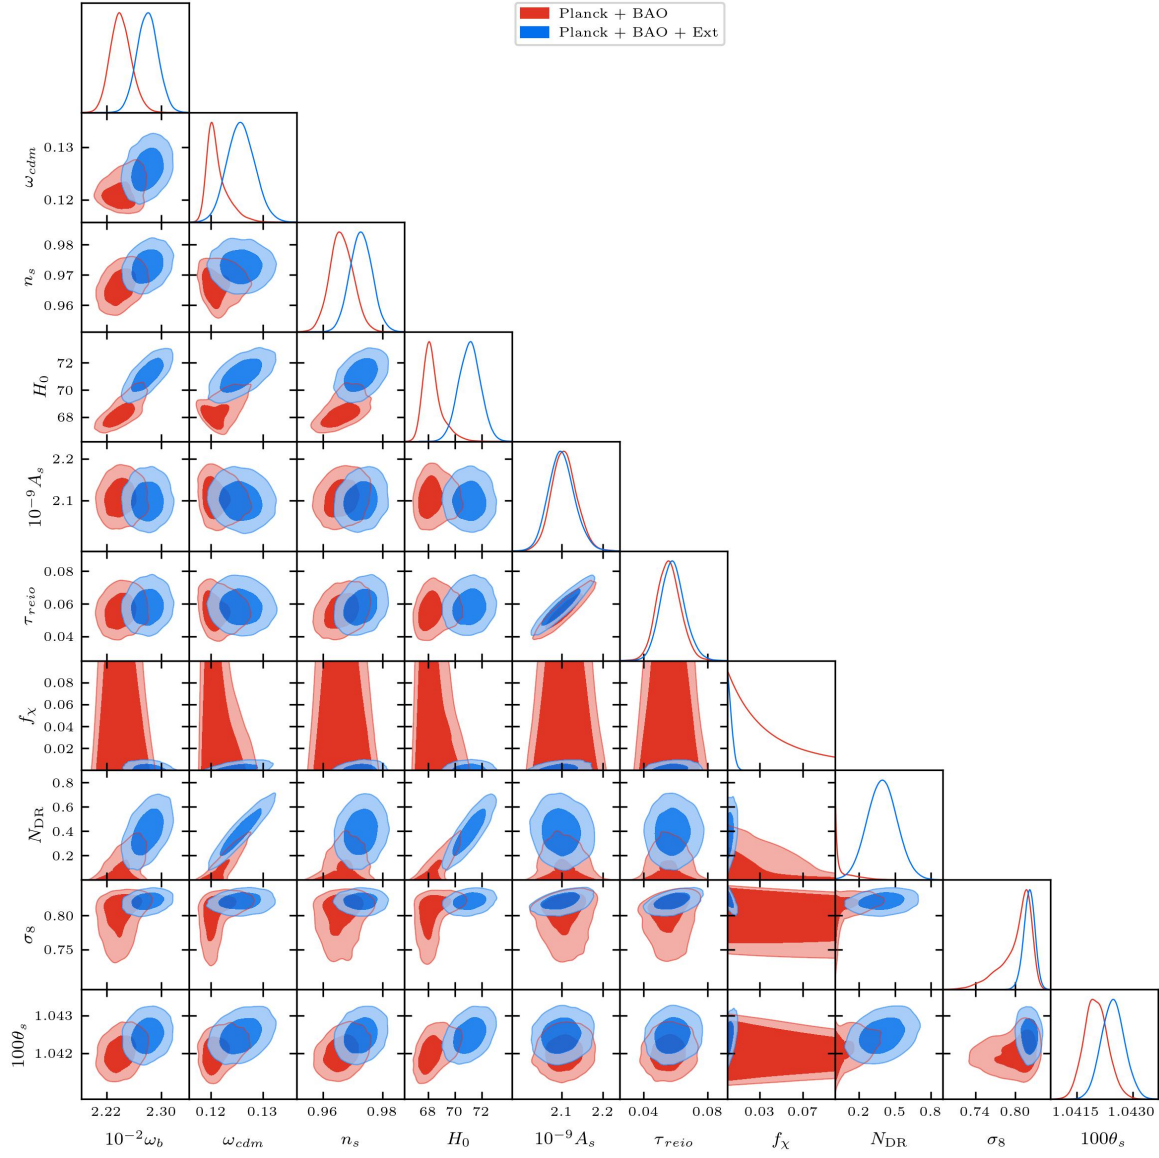 Planck + BAO
Planck + BAO + Ext
0.13
0.12
ω_cdm
0.98
0.97
0.96
n_s
72
70
68
H_0
2.2
2.1
10^{-9}A_s
0.08
0.06
0.04
τ_reio
0.08
0.06
0.04
0.02
f_χ
0.8
0.6
0.4
0.2
N_DR
0.80
0.75
σ_8
1.043
1.042
100θ_s
2.22 2.30 0.12 0.13 0.96 0.98 68 70 72 2.1 2.2 0.04 0.08 0.03 0.07 0.2 0.5 0.8 0.74 0.80 1.0415 1.0430
10^{-2}ω_b ω_cdm n_s H_0 10^{-9}A_s τ_reio f_χ N_DR σ_8 100θ_s